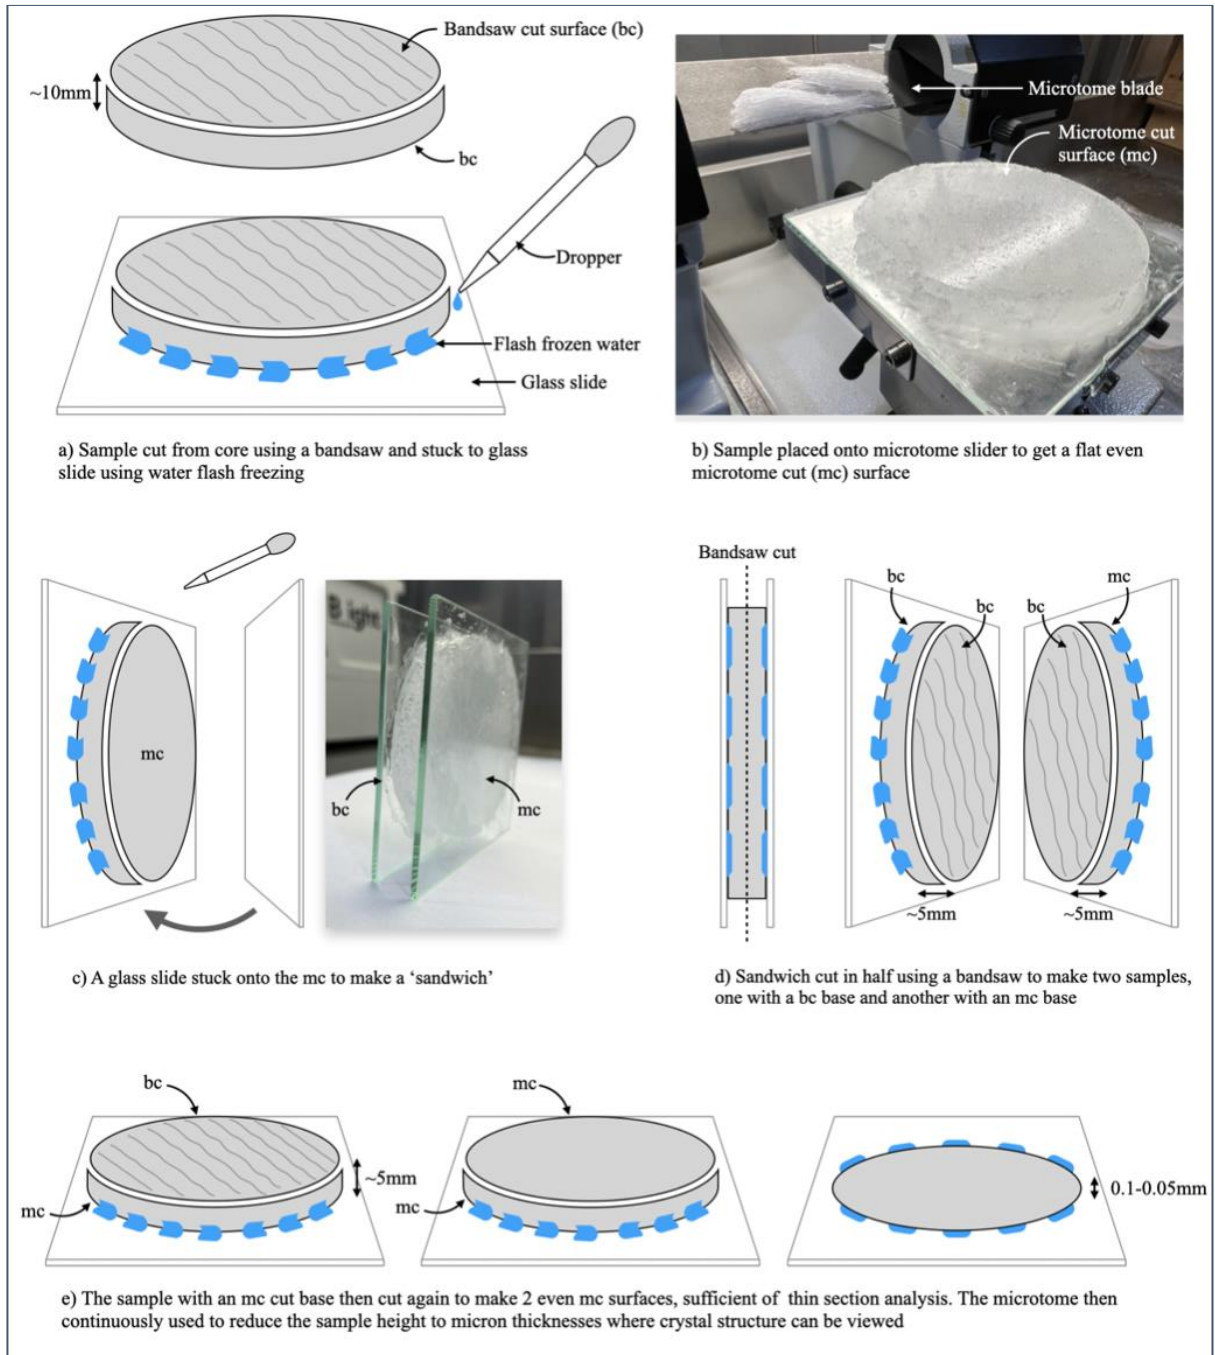 Bandsaw cut surface (bc)
~10mm
bc
Dropper
Flash frozen water
Glass slide
a) Sample cut from core using a bandsaw and stuck to glass
slide using water flash freezing
Microtome blade
Microtome cut
surface (mc)
b) Sample placed onto microtome slider to get a flat even
microtome cut (mc) surface
mc
B ight
bc
mc
c) A glass slide stuck onto the mc to make a ‘sandwich’
Bandsaw cut
bc
bc
bc
mc
~5mm
~5mm
d) Sandwich cut in half using a bandsaw to make two samples,
one with a bc base and another with an mc base
bc
~5mm
mc
mc
mc
0.1-0.05mm
e) The sample with an mc cut base then cut again to make 2 even mc surfaces, sufficient of thin section analysis. The microtome then
continuously used to reduce the sample height to micron thicknesses where crystal structure can be viewed